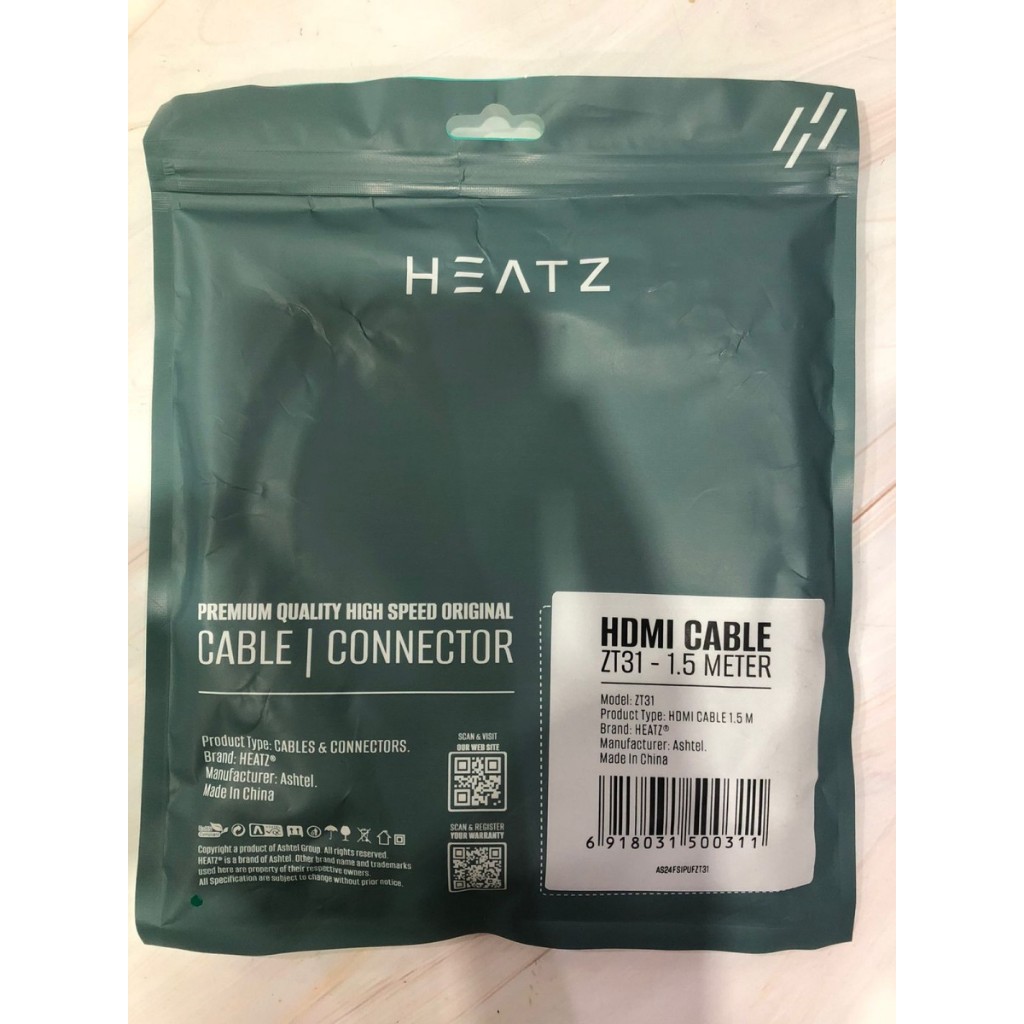 HEATZ
PREMIUM QUALITY HIGH SPEED ORIGINAL
CABLE | CONNECTOR
Product Type: CABLES & CONNECTORS.
Brand: HEATZ®
Manufacturer: Ashtel.
Made In China
SCAN & VISIT
OUR WEB SITE
SCAN & REGISTER
YOUR WARRANTY
Copyright a product of Ashtel Group. All rights reserved.
HEATZ® is a brand of Ashtel. Other brand name and trademarks
used here are property of their respective owners.
All Specification are subject to change without prior notice.
HDMI CABLE
ZT31 - 1.5 METER
Model: ZT31
Product Type: HDMI CABLE 1.5 M
Brand: HEATZ®
Manufacturer: Ashtel.
Made In China
6 918031 500311
AS24FSIPUFZT31